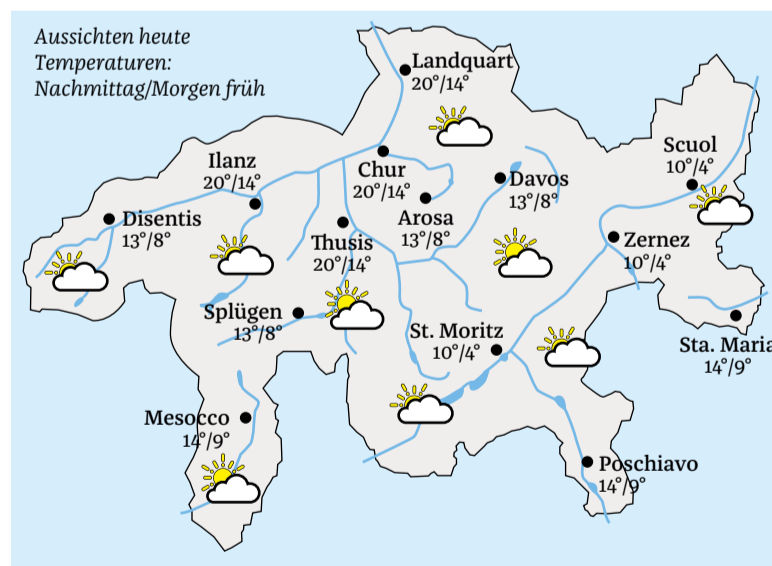 Aussichten heute
Temperaturen:
Nachmittag/Morgen früh
Landquart
20°/14°
Chur
20°/14°
Ilanz
20°/14°
Scuol
10°/4°
Davos
13°/8°
Arosa
13°/8°
Disentis
13°/8°
Thusis
20°/14°
Zernez
10°/4°
Splügen
13°/8°
St. Moritz
10°/4°
Sta. Maria
14°/9°
Mesocco
14°/9°
Poschiavo
14°/9°